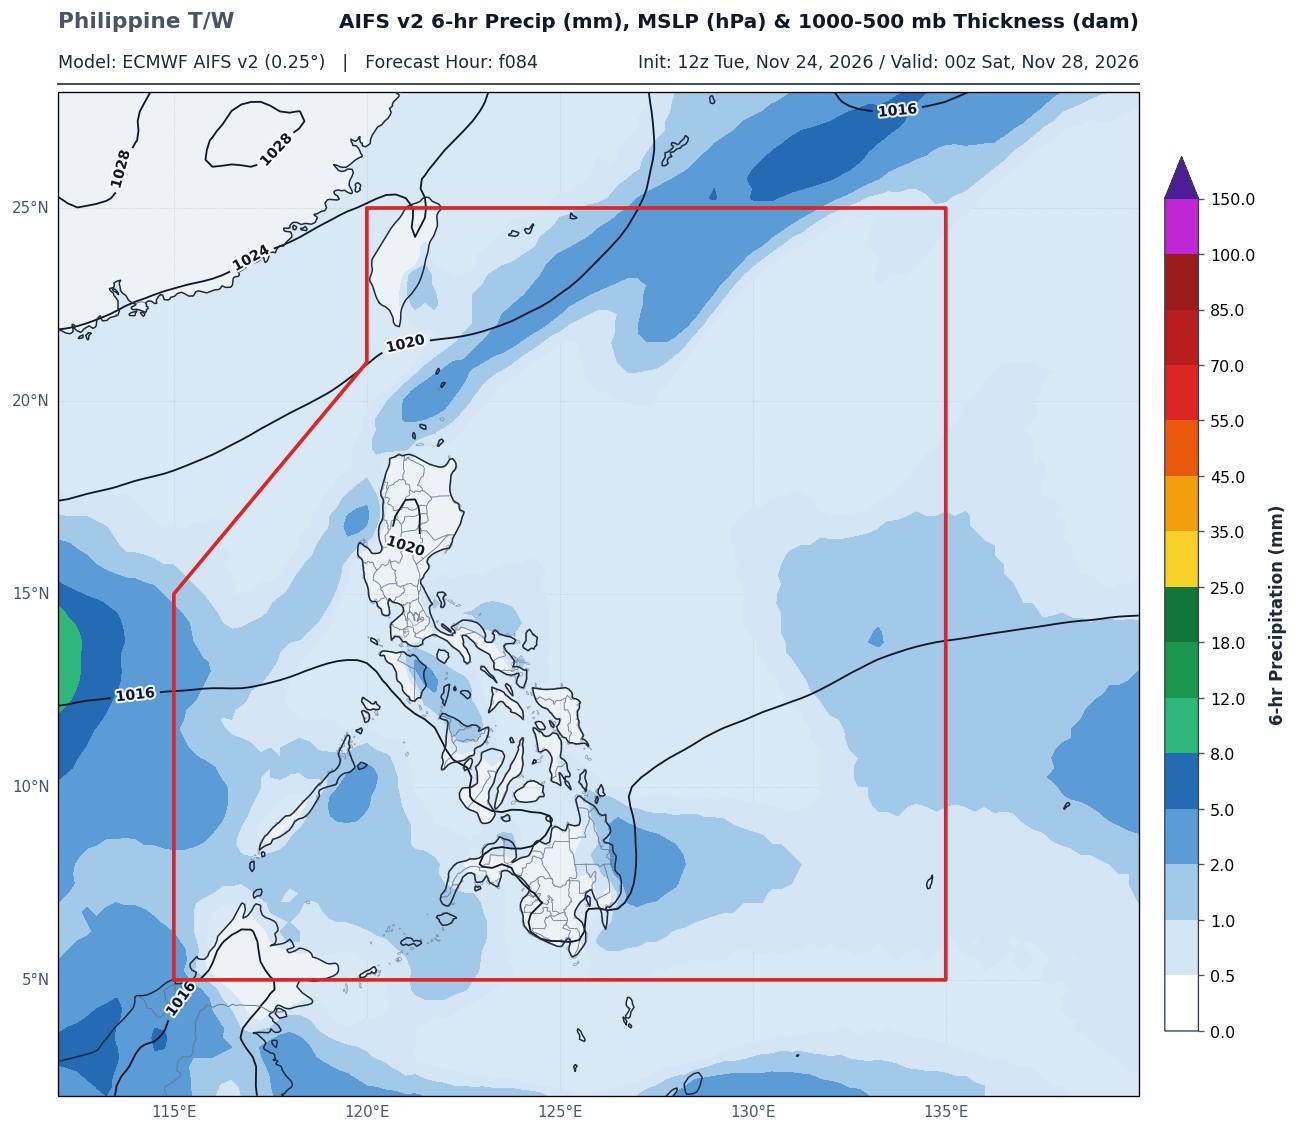 Philippine T/W
AIFS v2 6-hr Precip (mm), MSLP (hPa) & 1000-500 mb Thickness (dam)
Model: ECMWF AIFS v2 (0.25°)   |   Forecast Hour: f084
Init: 12z Tue, Nov 24, 2026 / Valid: 00z Sat, Nov 28, 2026
1016
1028
1028
1024
1020
1020
1016
1016
25°N
20°N
15°N
10°N
5°N
115°E
120°E
125°E
130°E
135°E
150.0
100.0
85.0
70.0
55.0
45.0
35.0
25.0
18.0
12.0
8.0
5.0
2.0
1.0
0.5
0.0
6-hr Precipitation (mm)